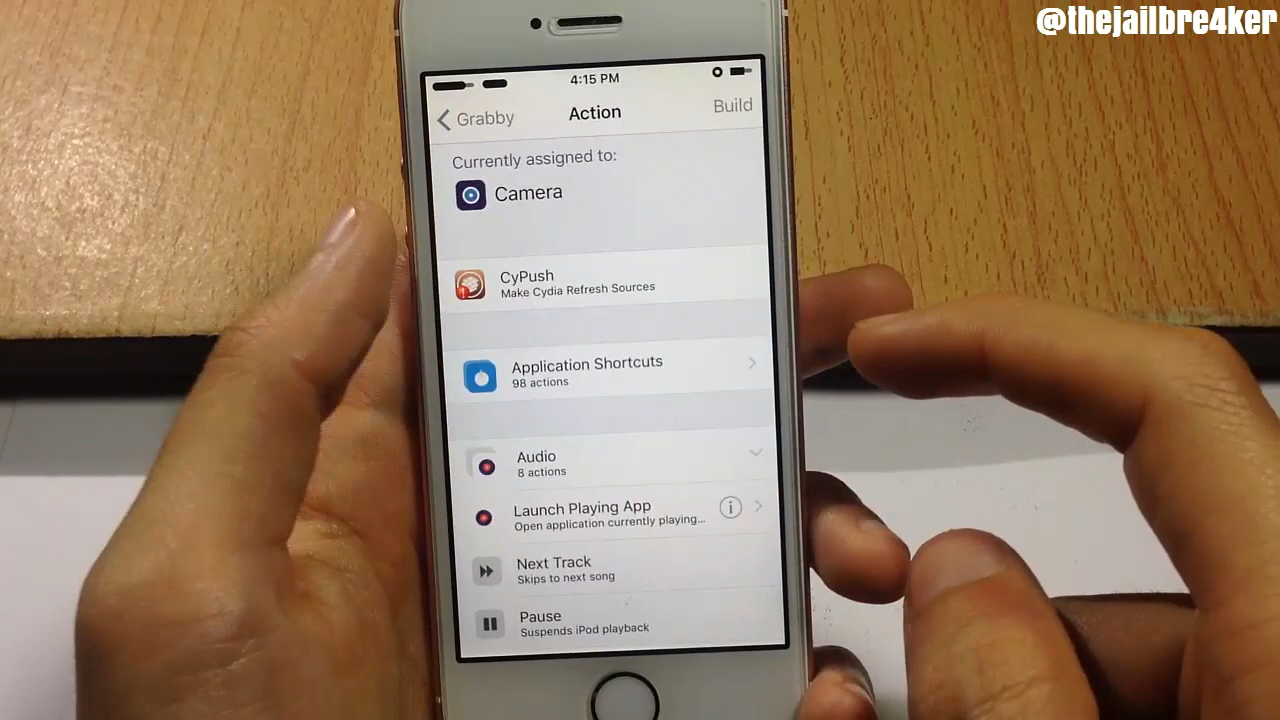 @thejailbre4ker
4:15 PM
Grabby
Action
Build
Currently assigned to:
Camera
CyPush
Make Cydia Refresh Sources
Application Shortcuts
98 actions
Audio
8 actions
Launch Playing App
Open application currently playing...
Next Track
Skips to next song
Pause
Suspends iPod playback